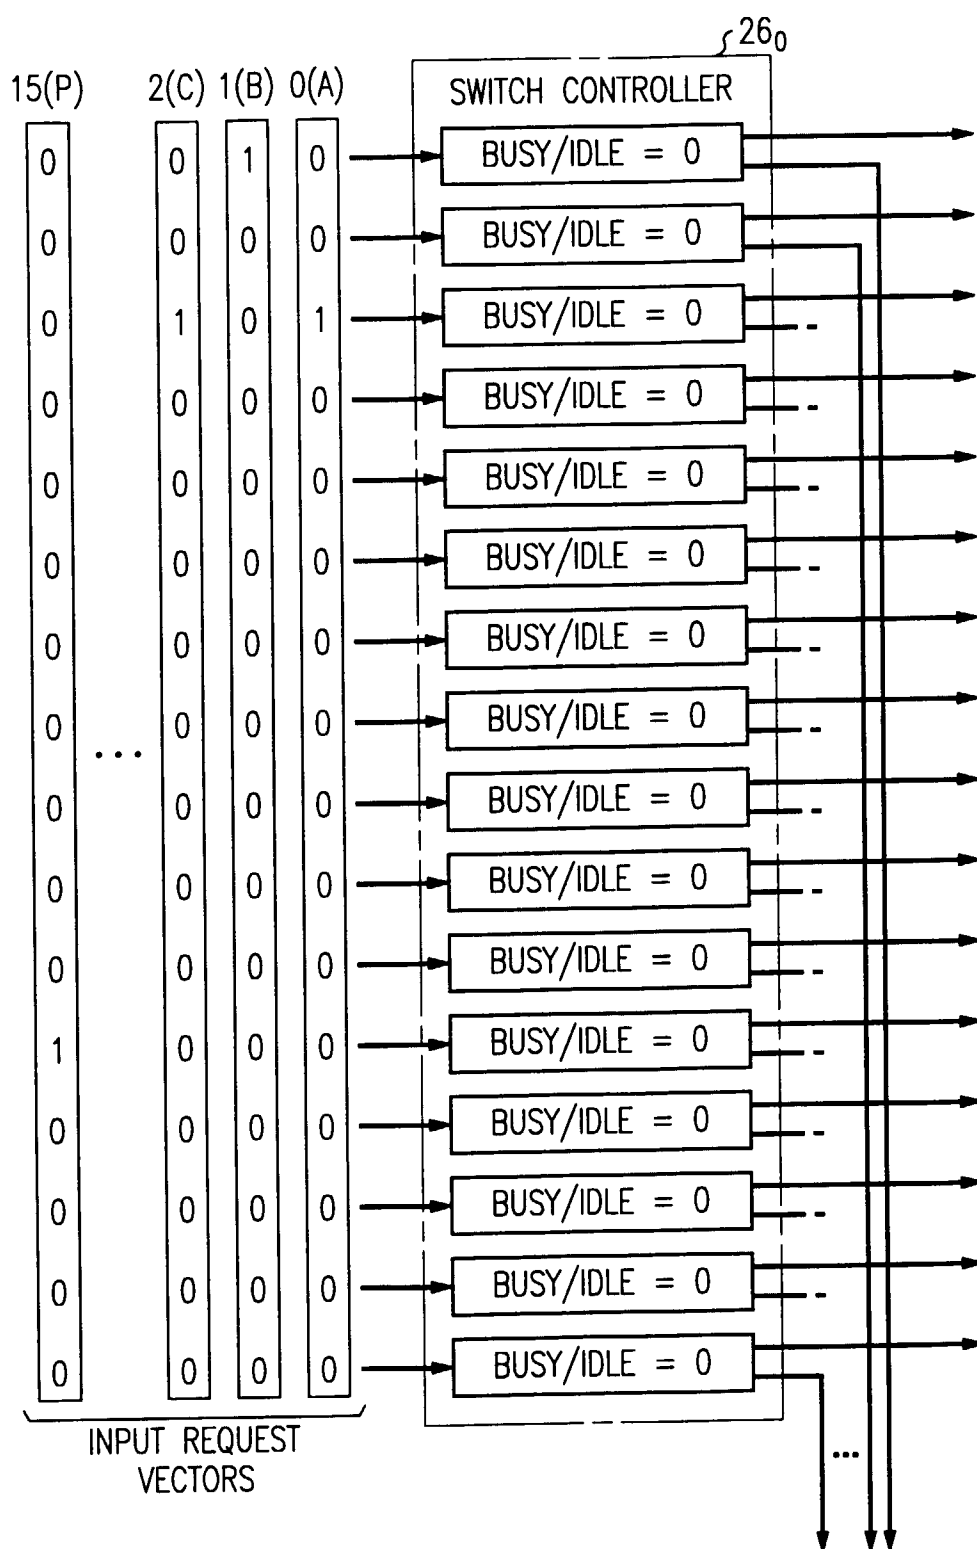 26₀
15(P) 2(C) 1(B) 0(A) SWITCH CONTROLLER
0 0 1 0 BUSY/IDLE = 0
0 0 0 0 BUSY/IDLE = 0
0 1 0 1 BUSY/IDLE = 0
0 0 0 0 BUSY/IDLE = 0
0 0 0 0 BUSY/IDLE = 0
0 0 0 0 BUSY/IDLE = 0
0 0 0 0 BUSY/IDLE = 0
0 0 0 0 BUSY/IDLE = 0
...
0 0 0 0 BUSY/IDLE = 0
0 0 0 0 BUSY/IDLE = 0
0 0 0 0 BUSY/IDLE = 0
1 0 0 0 BUSY/IDLE = 0
0 0 0 0 BUSY/IDLE = 0
0 0 0 0 BUSY/IDLE = 0
0 0 0 0 BUSY/IDLE = 0
0 0 0 0 BUSY/IDLE = 0
INPUT REQUEST
VECTORS
...